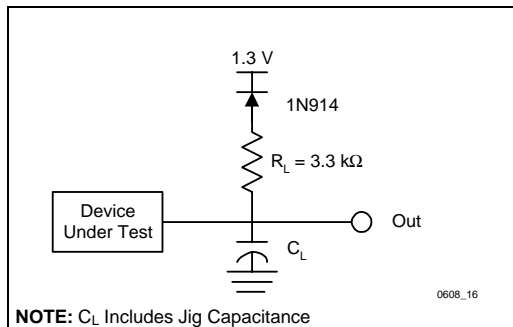 1.3 V
1N914
R_L = 3.3 kΩ
Device
Under Test
Out
C_L
0608_16
NOTE: C_L Includes Jig Capacitance